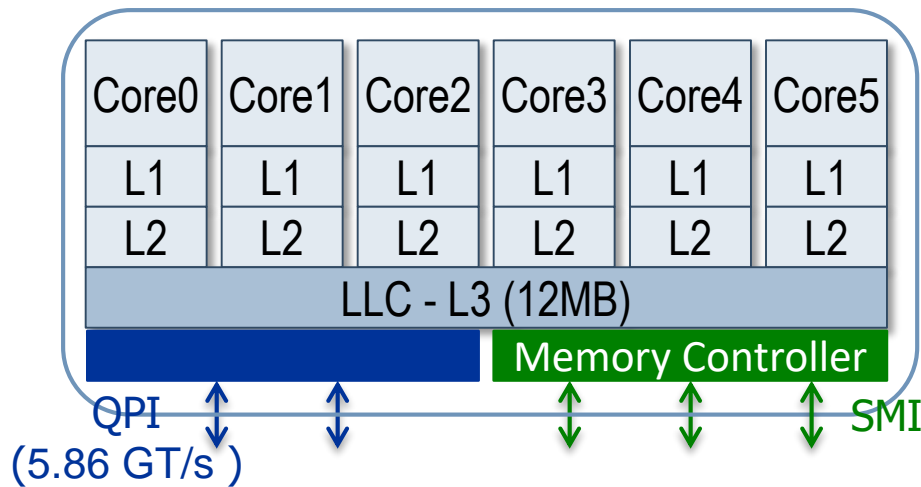 Core0 Core1 Core2 Core3 Core4 Core5
L1 L1 L1 L1 L1 L1
L2 L2 L2 L2 L2 L2
LLC - L3 (12MB)
Memory Controller
QPI SMI
(5.86 GT/s )